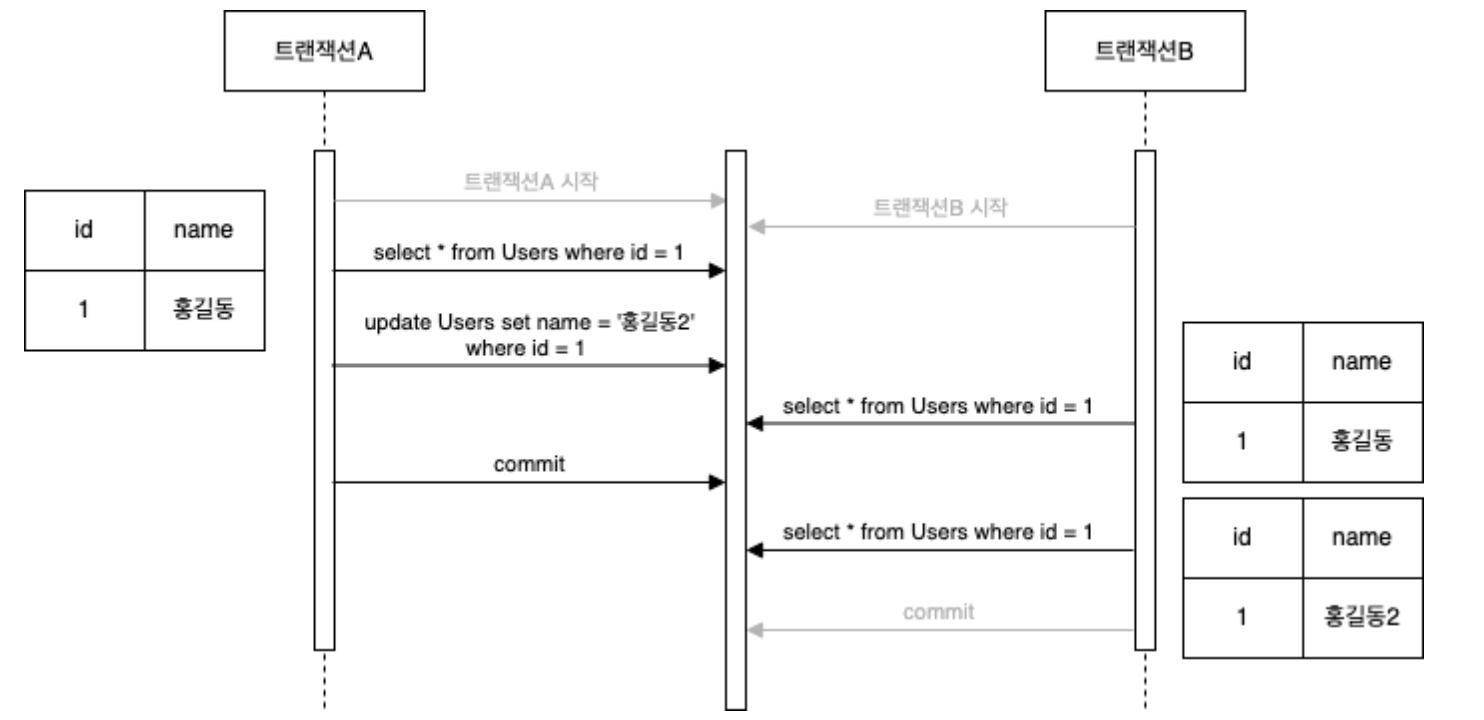 트랜잭션A
트랜잭션B
트랜잭션A 시작
트랜잭션B 시작
id name
1 홍길동
select * from Users where id = 1
update Users set name = '홍길동2'
where id = 1
id name
1 홍길동
select * from Users where id = 1
commit
select * from Users where id = 1
id name
1 홍길동2
commit